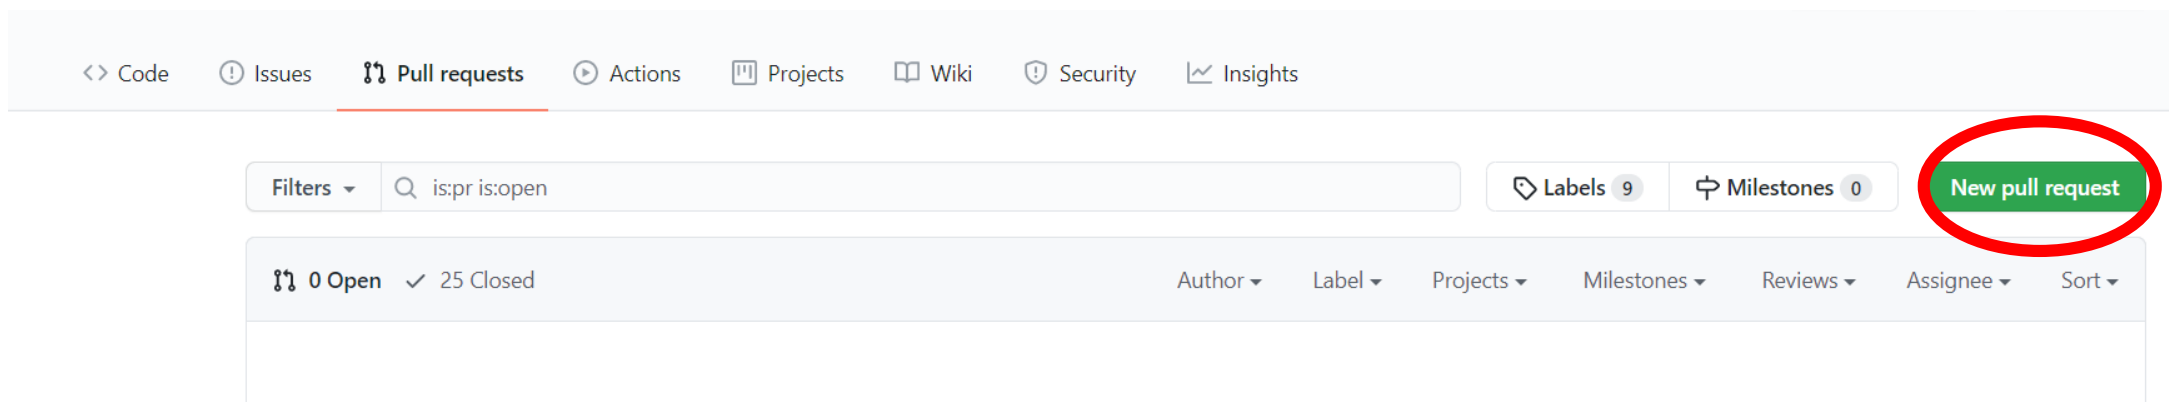 Code Issues Pull requests Actions Projects Wiki Security Insights
Filters is:pr is:open Labels 9 Milestones 0 New pull request
0 Open 25 Closed Author Label Projects Milestones Reviews Assignee Sort